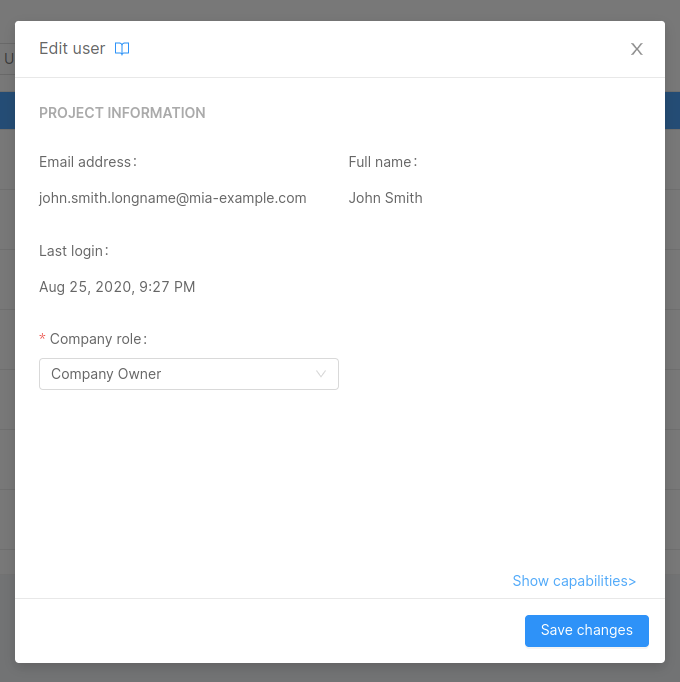 Edit user
PROJECT INFORMATION
Email address:
Full name:
john.smith.longname@mia-example.com
John Smith
Last login:
Aug 25, 2020, 9:27 PM
* Company role:
Company Owner
Show capabilities>
Save changes